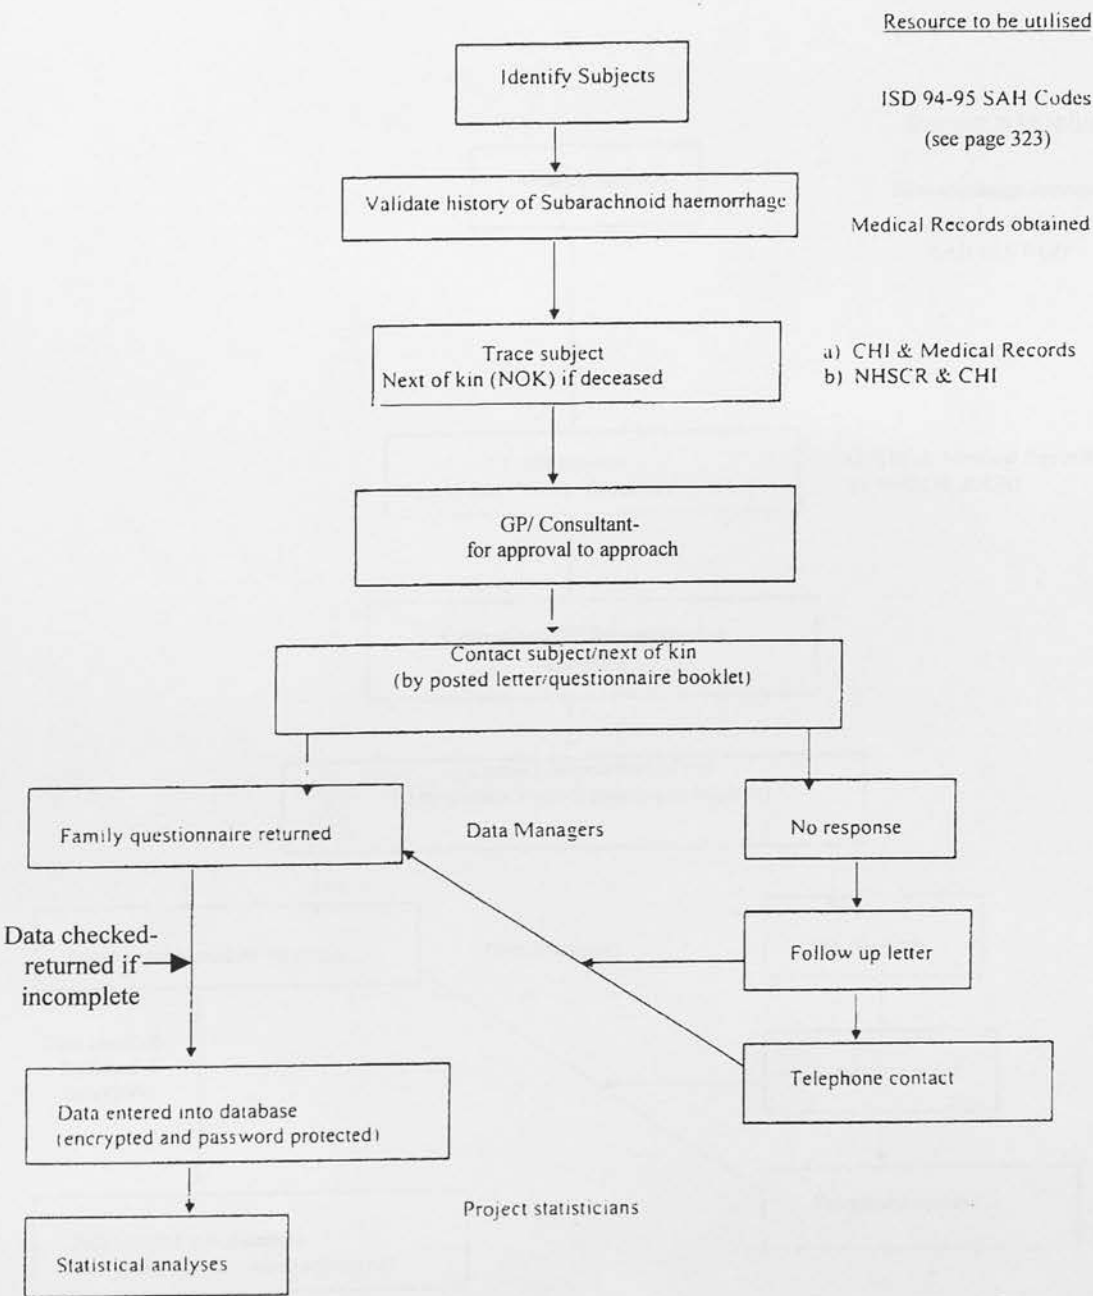 Resource to be utilised
Identify Subjects
ISD 94-95 SAH Codes
(see page 323)
Validate history of Subarachnoid haemorrhage
Medical Records obtained
Trace subject
Next of kin (NOK) if deceased
a) CHI & Medical Records
b) NHSCR & CHI
GP/ Consultant-
for approval to approach
Contact subject/next of kin
(by posted letter/questionnaire booklet)
Family questionnaire returned
Data Managers
No response
Data checked-
returned if
incomplete
Follow up letter
Telephone contact
Data entered into database
(encrypted and password protected)
Project statisticians
Statistical analyses